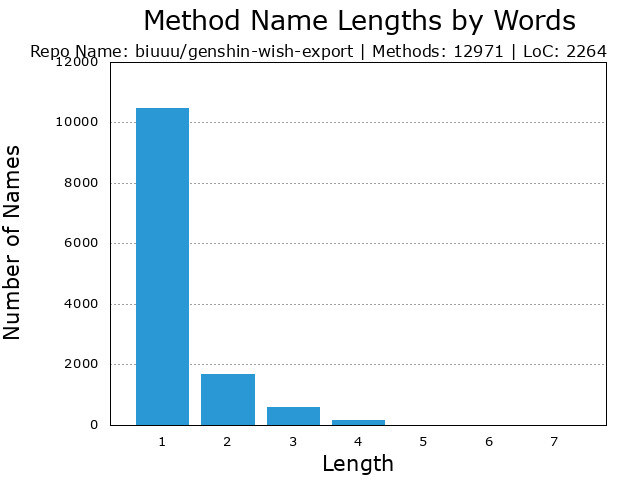 Method Name Lengths by Words
Repo Name: biuuu/genshin-wish-export | Methods: 12971 | LoC: 2264
12000
10000
8000
6000
4000
2000
0
Number of Names
1 2 3 4 5 6 7
Length